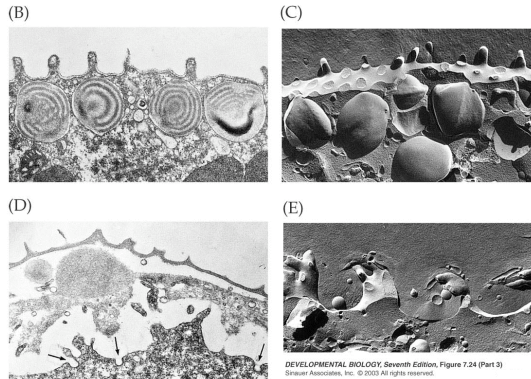 (B)
(C)
(D)
(E)
DEVELOPMENTAL BIOLOGY, Seventh Edition, Figure 7.24 (Part 3)
Sinauer Associates, Inc. © 2003 All rights reserved.